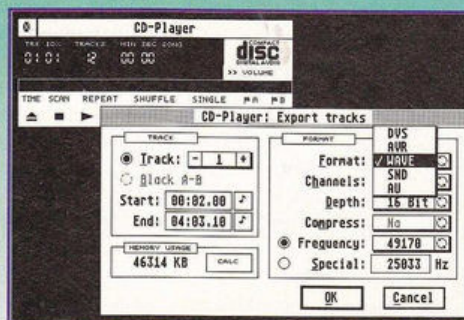 CD-Player
TRK IDX TRACKS MIN SEC SONG
01 01 12 00 00
COMPACT
disc
DIGITAL AUDIO
>> VOLUME
TIME SCAN REPEAT SHUFFLE SINGLE A B
CD-Player: Export tracks
TRACK
Track: - 1 +
Block A-B
Start: 00:02.00
End: 04:03.10
MEMORY USAGE
46314 KB CALC
FORMAT
Format:
DVS
AVR
✓ WAVE
SND
AU
Channels:
Depth: 16 Bit
Compress: No
Frequency: 49170
Special: 25033 Hz
OK Cancel